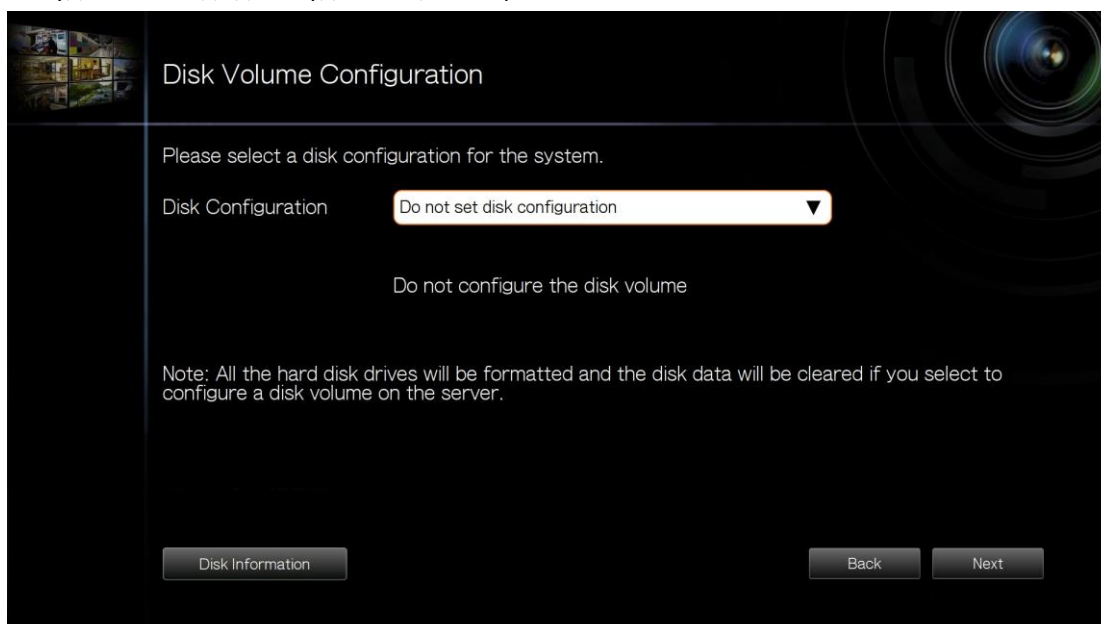 Disk Volume Configuration
Please select a disk configuration for the system.
Disk Configuration
Do not set disk configuration ▼
Do not configure the disk volume
Note: All the hard disk drives will be formatted and the disk data will be cleared if you select to
configure a disk volume on the server.
Disk Information
Back
Next